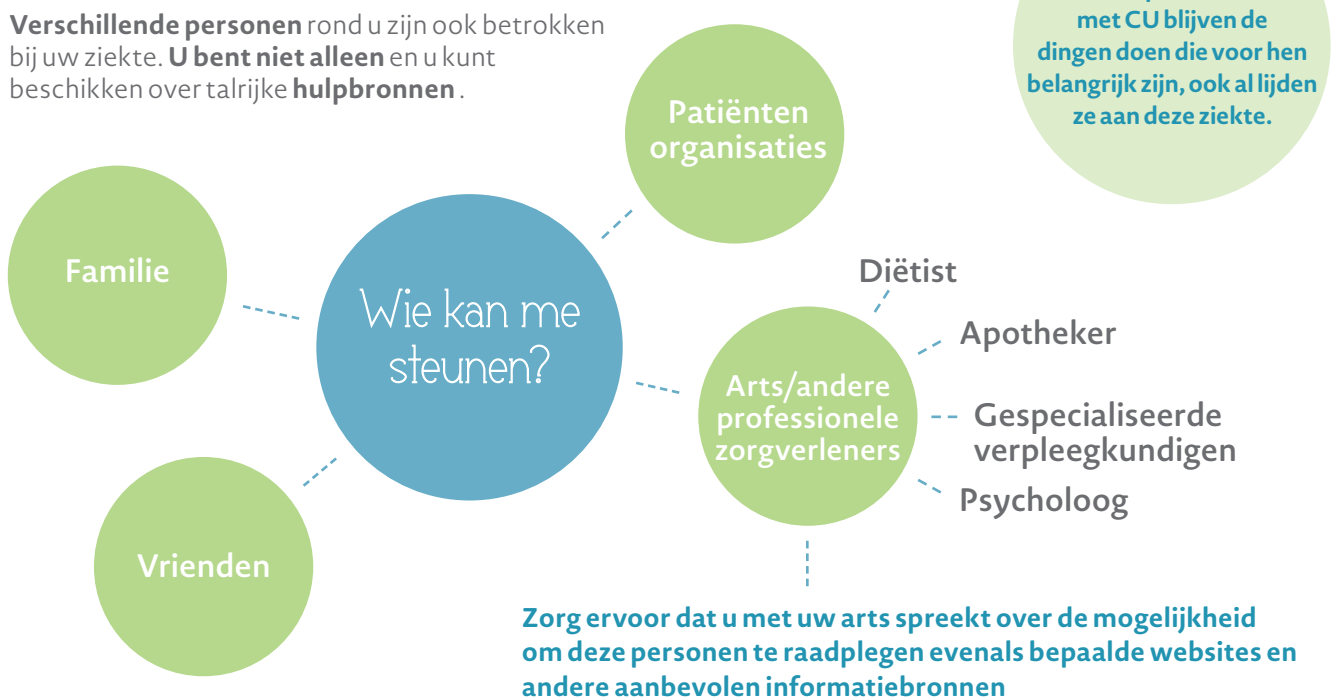 Verschillende personen rond u zijn ook betrokken
bij uw ziekte. U bent niet alleen en u kunt
beschikken over talrijke hulpbronnen .
met CU blijven de
dingen doen die voor hen
belangrijk zijn, ook al lijden
ze aan deze ziekte.
Patiënten
organisaties
Familie
Wie kan me
steunen?
Diëtist
Apotheker
Arts/andere
professionele
zorgverleners
Gespecialiseerde
verpleegkundigen
Psycholoog
Vrienden
Zorg ervoor dat u met uw arts spreekt over de mogelijkheid
om deze personen te raadplegen evenals bepaalde websites en
andere aanbevolen informatiebronnen